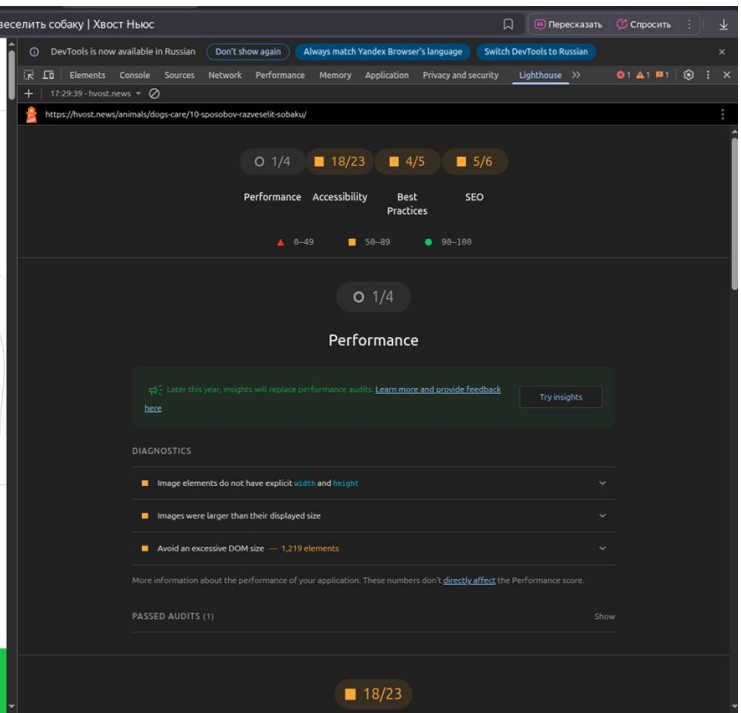 веселить собаку | Хвост Ньюс
Пересказать
Спросить
DevTools is now available in Russian
Don't show again
Always match Yandex Browser's language
Switch DevTools to Russian
Elements
Console
Sources
Network
Performance
Memory
Application
Privacy and security
Lighthouse
1
1
1
17:29:39 - hvost.news
https://hvost.news/animals/dogs-care/10-sposobov-razveselit-sobaku/
1/4
18/23
4/5
5/6
Performance
Accessibility
Best
Practices
SEO
0–49
50–89
90–100
1/4
Performance
Later this year, insights will replace performance audits. Learn more and provide feedback
here.
Try insights
DIAGNOSTICS
Image elements do not have explicit width and height
Images were larger than their displayed size
Avoid an excessive DOM size — 1,219 elements
More information about the performance of your application. These numbers don't directly affect the Performance score.
PASSED AUDITS (1)
Show
18/23